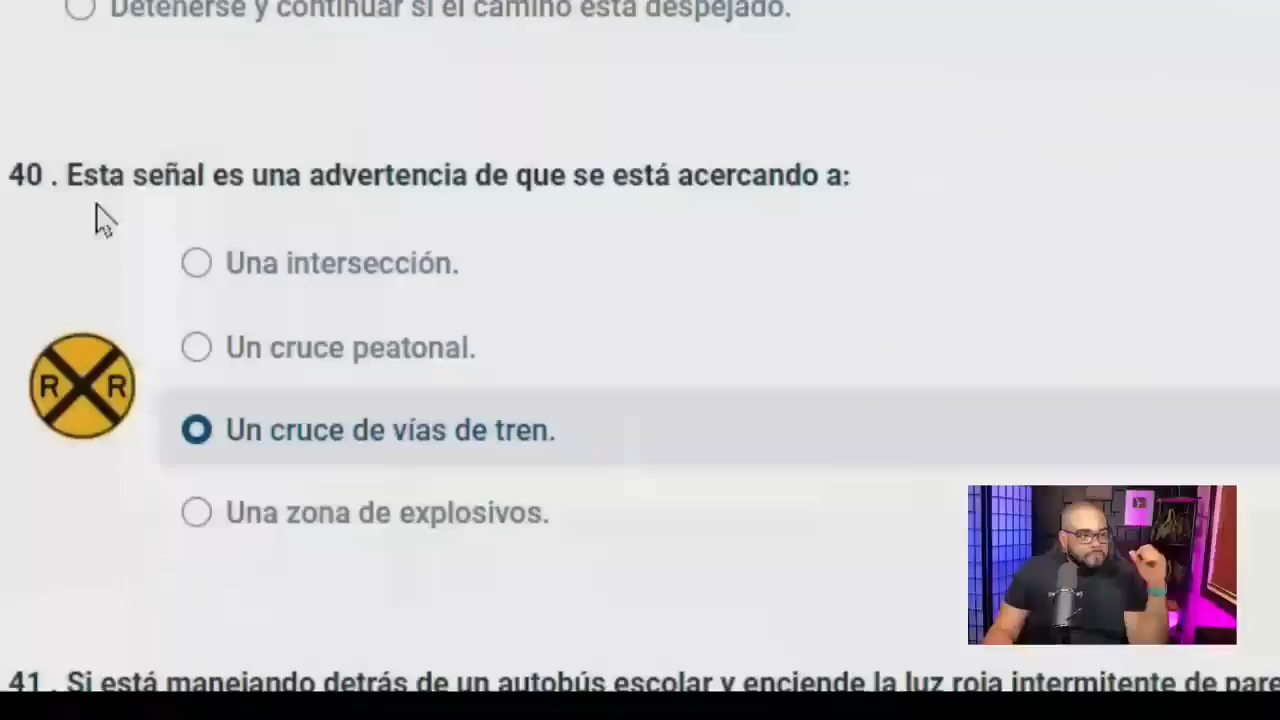 Detenerse y continuar si el camino está despejado.
40 . Esta señal es una advertencia de que se está acercando a:
Una intersección.
Un cruce peatonal.
R R
Un cruce de vías de tren.
Una zona de explosivos.
41 . Si está manejando detrás de un autobús escolar y enciende la luz roja intermitente de pare